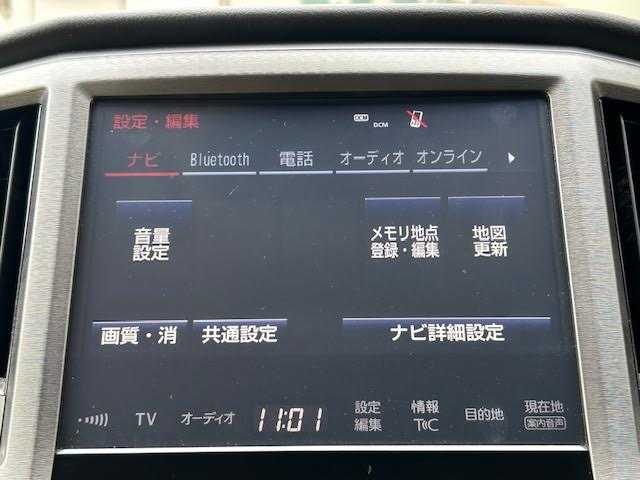 設定・編集
DCM
DCM
ナビ Bluetooth 電話 オーディオ オンライン
音量
設定
メモリ地点
登録・編集
地図
更新
画質・消 共通設定 ナビ詳細設定
TV オーディオ 11:01
設定
編集
情報
T℃
目的地
現在地
案内音声